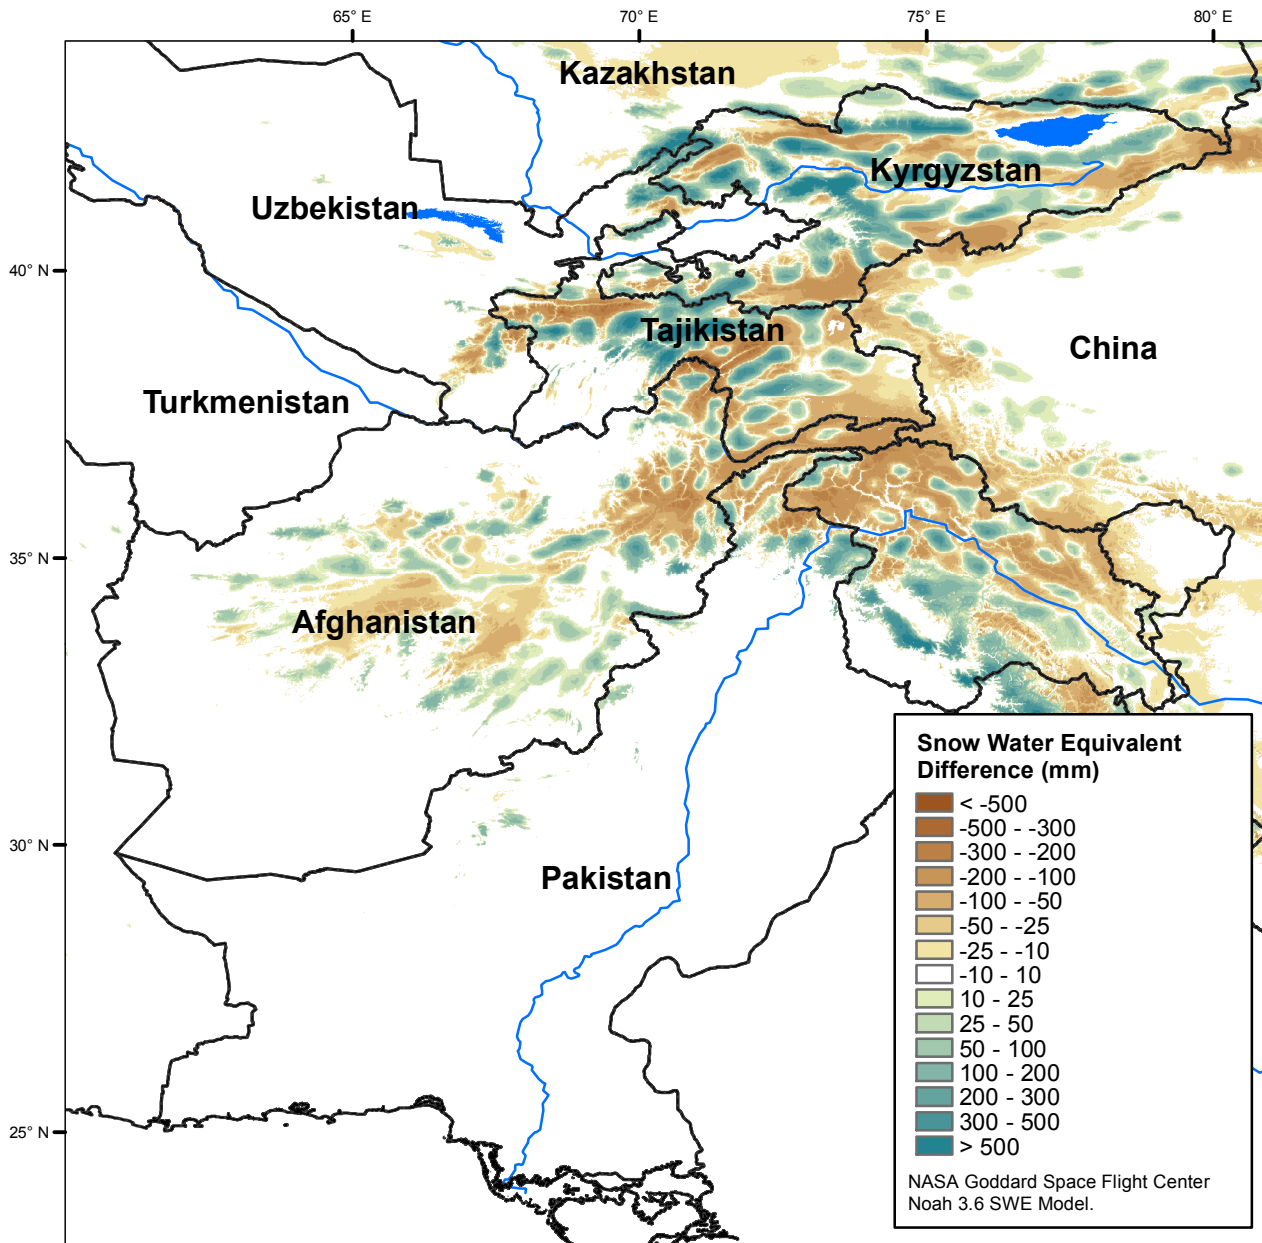 65° E
70° E
75° E
80° E
Kazakhstan
Kyrgyzstan
Uzbekistan
40° N
Tajikistan
China
Turkmenistan
35° N
Afghanistan
30° N
Pakistan
25° N
Snow Water Equivalent
Difference (mm)
< -500
-500 - -300
-300 - -200
-200 - -100
-100 - -50
-50 - -25
-25 - -10
-10 - 10
10 - 25
25 - 50
50 - 100
100 - 200
200 - 300
300 - 500
> 500
NASA Goddard Space Flight Center
Noah 3.6 SWE Model.